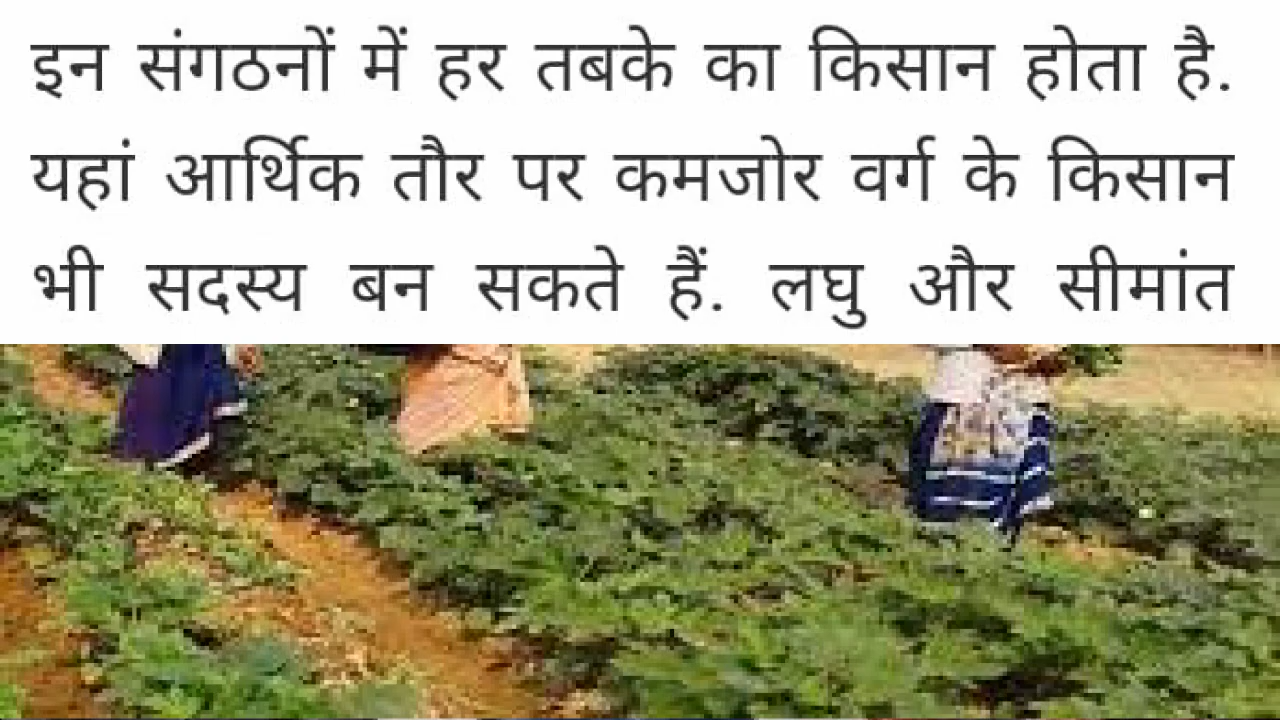 इन संगठनों में हर तबके का किसान होता है.
यहां आर्थिक तौर पर कमजोर वर्ग के किसान
भी सदस्य बन सकते हैं. लघु और सीमांत